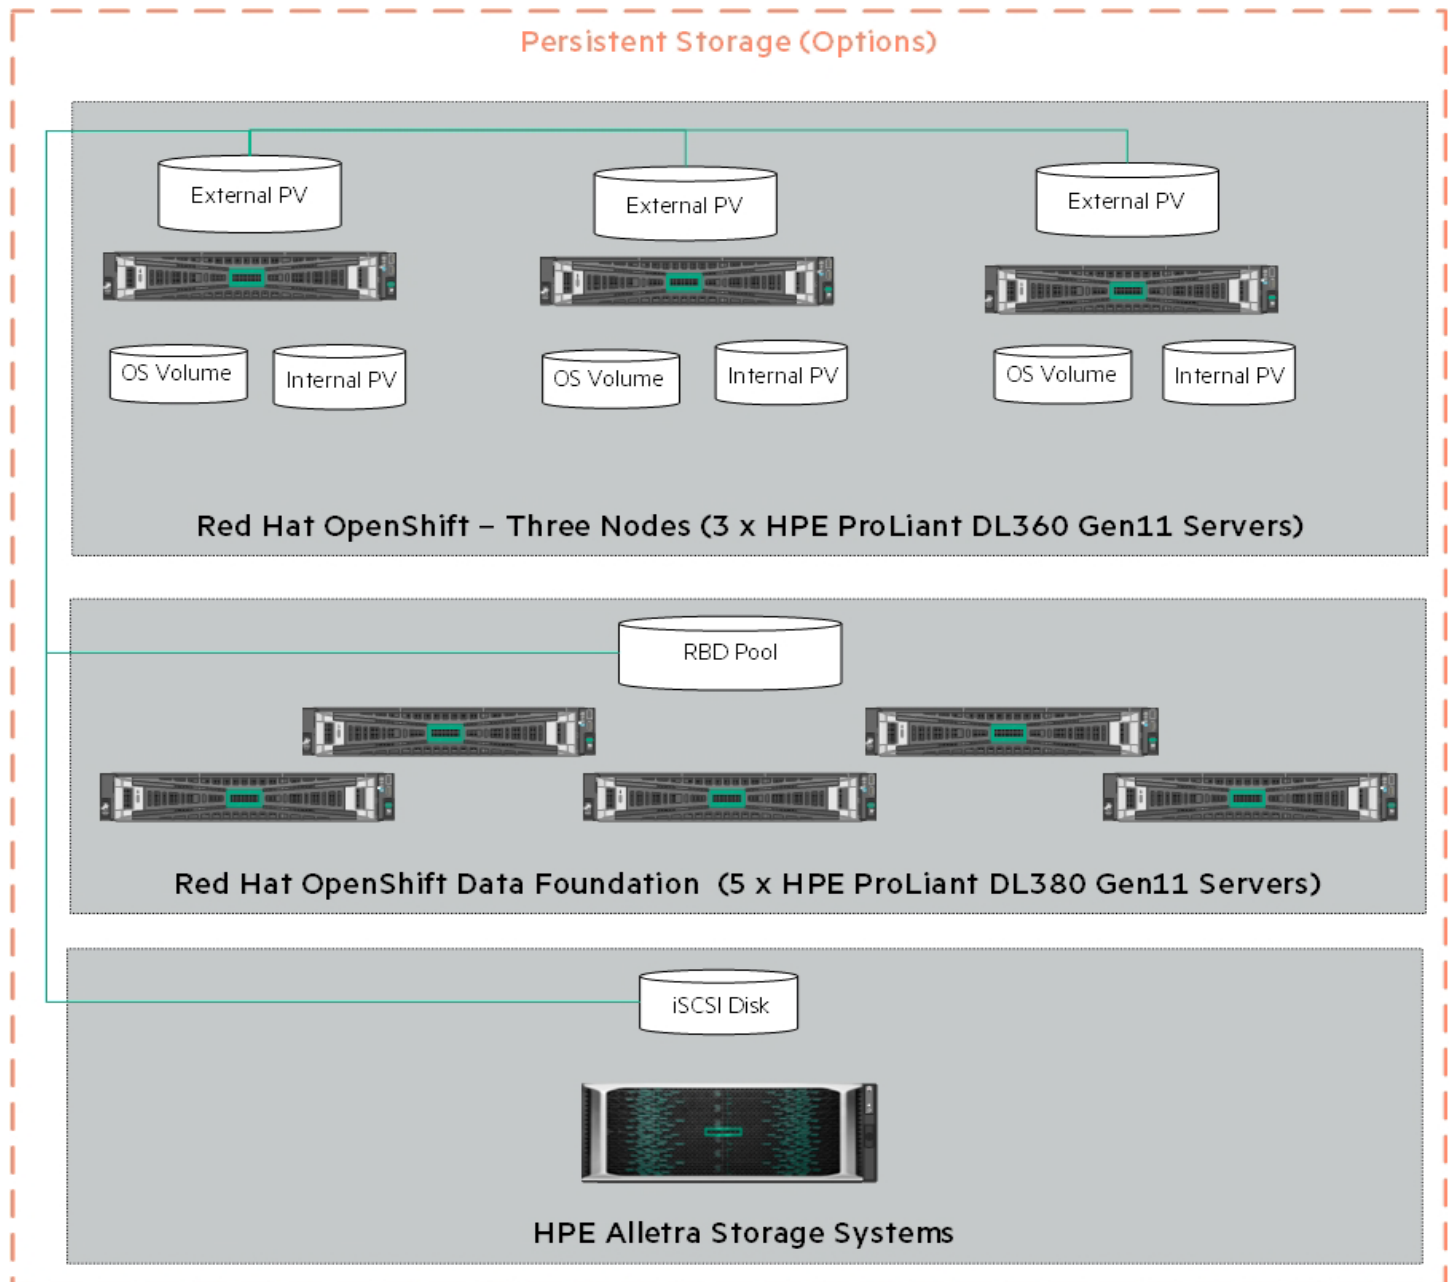 Persistent Storage (Options)
External PV
External PV
External PV
OS Volume
Internal PV
OS Volume
Internal PV
OS Volume
Internal PV
Red Hat OpenShift – Three Nodes (3 x HPE ProLiant DL360 Gen11 Servers)
RBD Pool
Red Hat OpenShift Data Foundation  (5 x HPE ProLiant DL380 Gen11 Servers)
iSCSI Disk
HPE Alletra Storage Systems